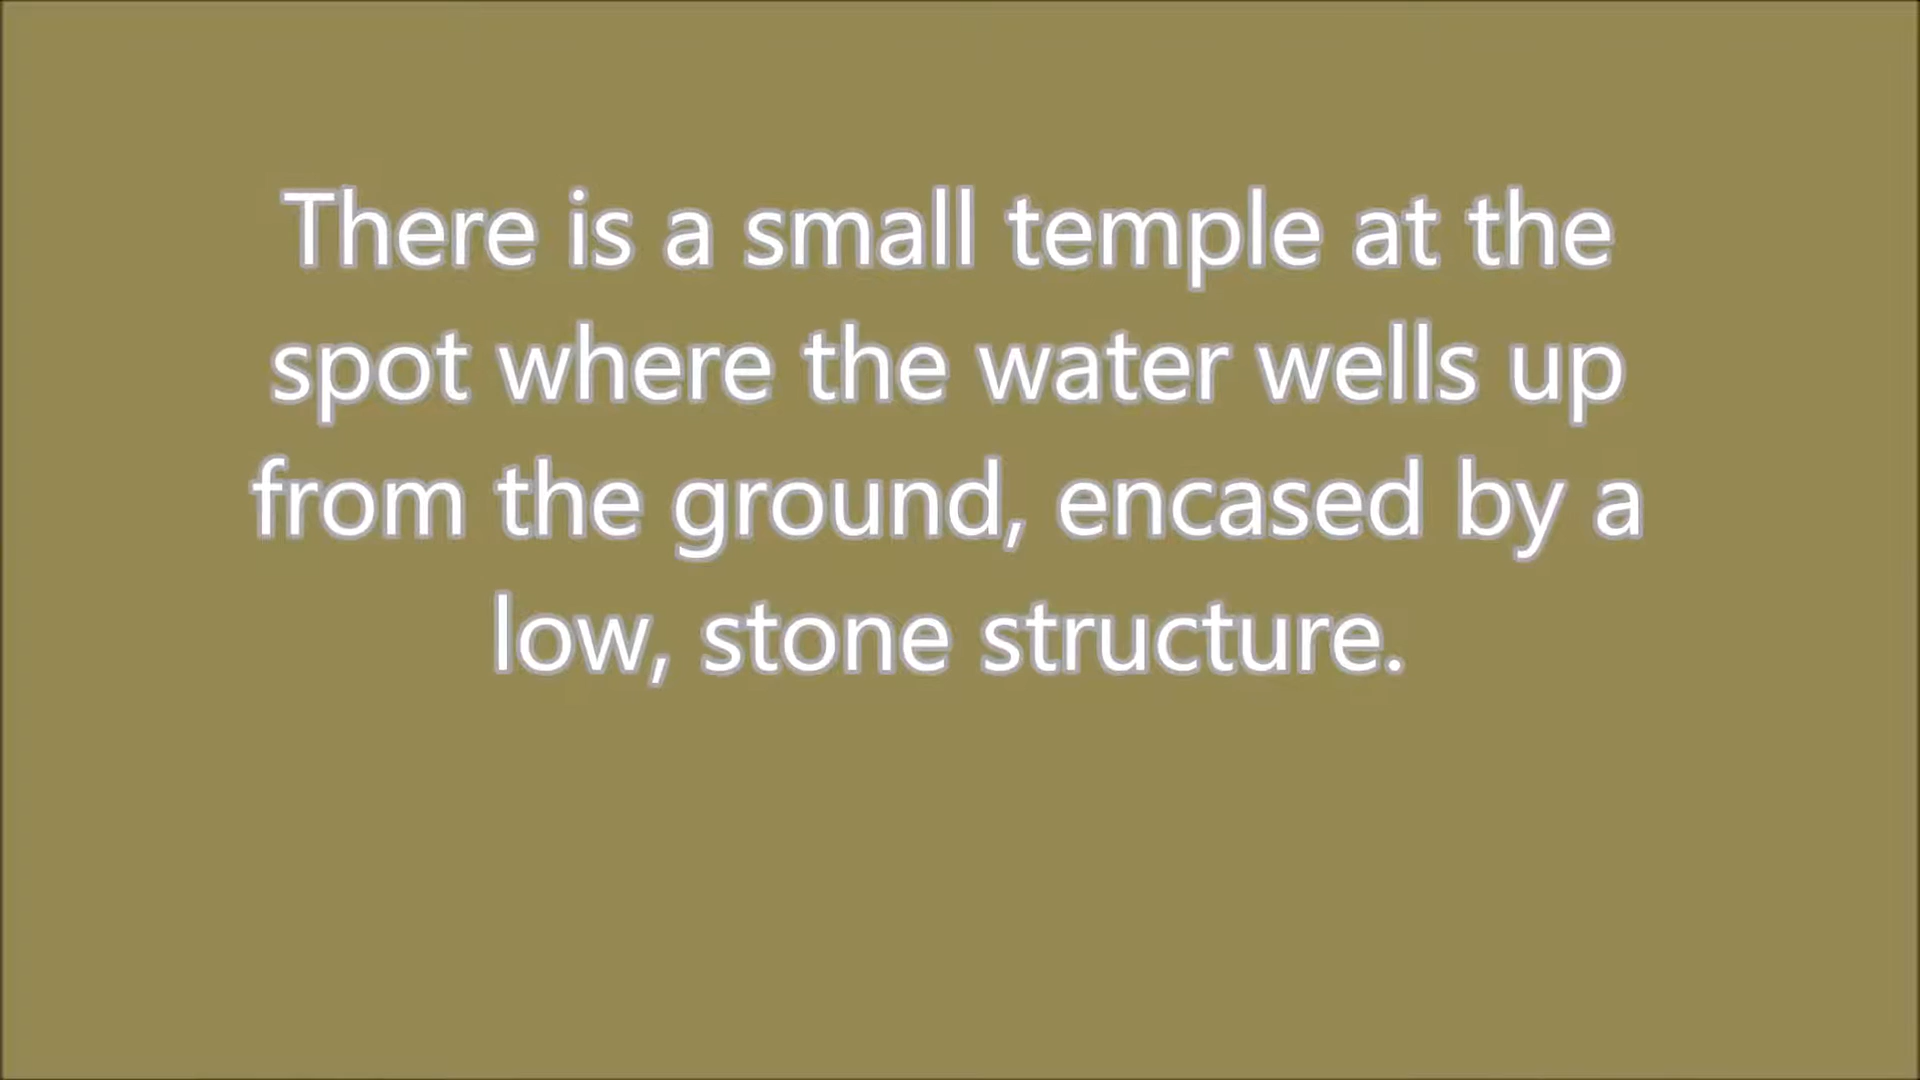 There is a small temple at the
spot where the water wells up
from the ground, encased by a
low, stone structure.